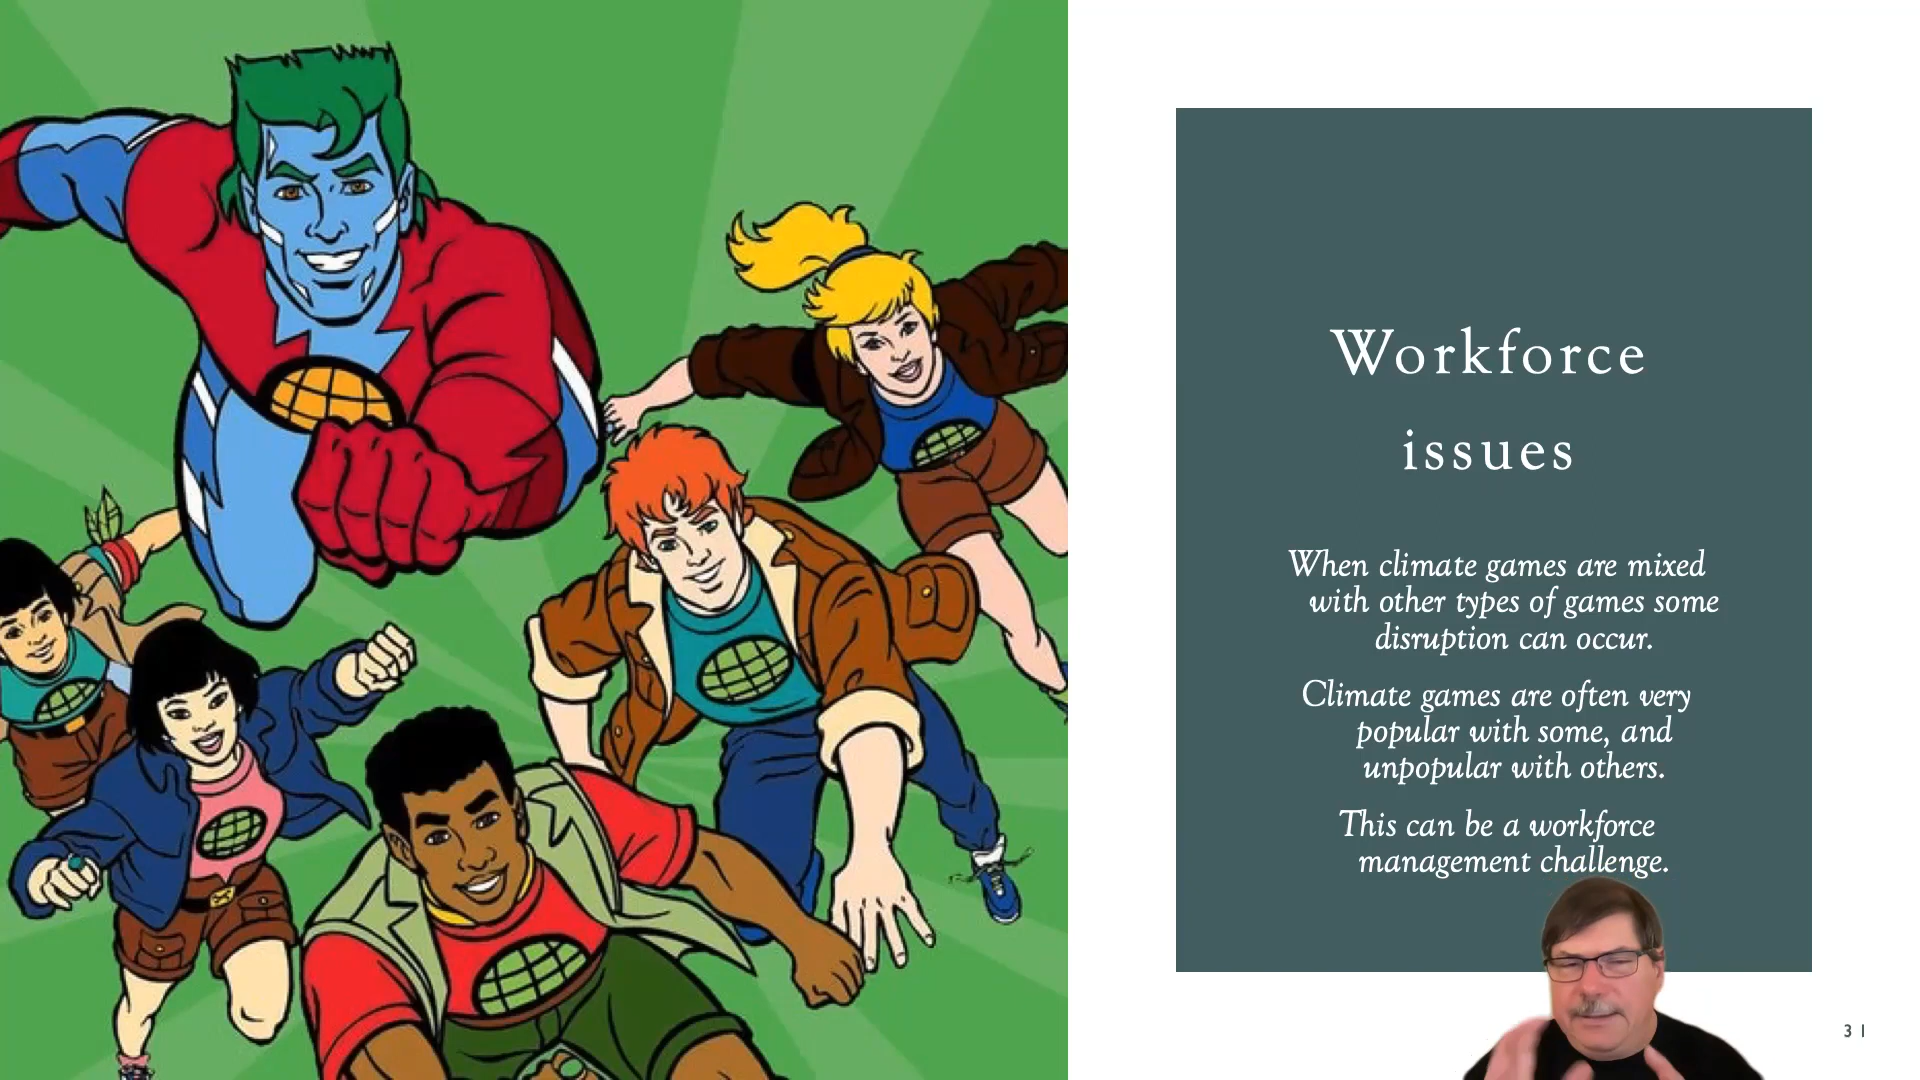 Workforce
issues
When climate games are mixed
with other types of games some
disruption can occur.
Climate games are often very
popular with some, and
unpopular with others.
This can be a workforce
management challenge.
31